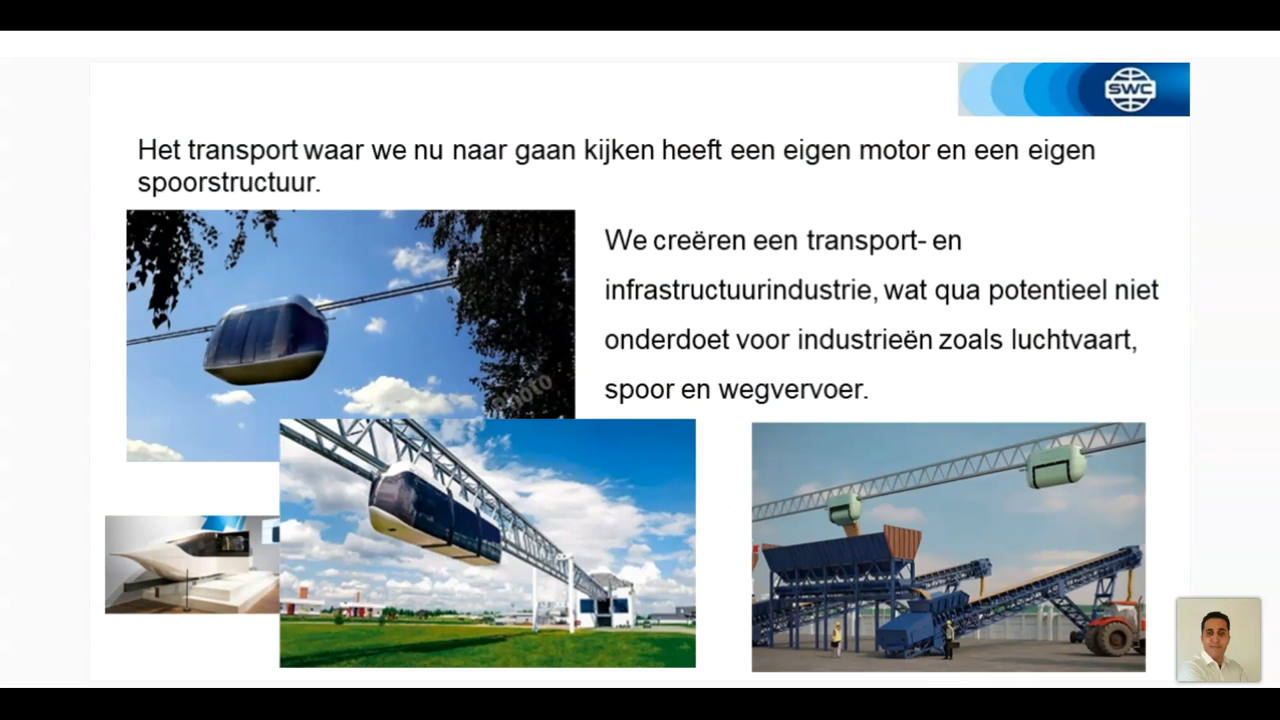 SWC
Het transport waar we nu naar gaan kijken heeft een eigen motor en een eigen
spoorstructuur.
We creëren een transport- en
infrastructuurindustrie, wat qua potentieel niet
onderdoet voor industrieën zoals luchtvaart,
spoor en wegvervoer.